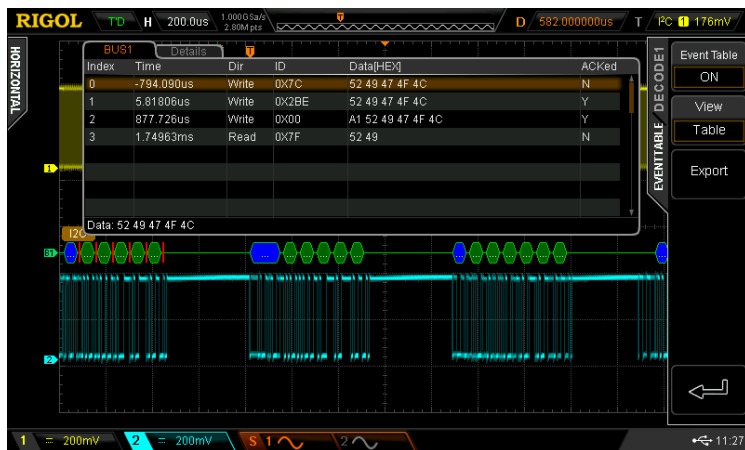 RIGOL T'D H 200.0us 1.00GSa/s 2.80M pts D 582.000000us T I²C 1 176mV
HORIZONTAL
BUS1 Details
Index Time Dir ID Data[HEX] ACKed
0 -794.090us Write 0X7C 52 49 47 4F 4C N
1 5.81806us Write 0X2BE 52 49 47 4F 4C Y
2 877.726us Write 0X00 A1 52 49 47 4F 4C Y
3 1.74963ms Read 0X7F 52 49 N
Data: 52 49 47 4F 4C
DECODE1
EVENTTABLE
Event Table
ON
View
Table
Export
1
I2C
B1
2
1 = 200mV 2 = 200mV S 1 2 11:27